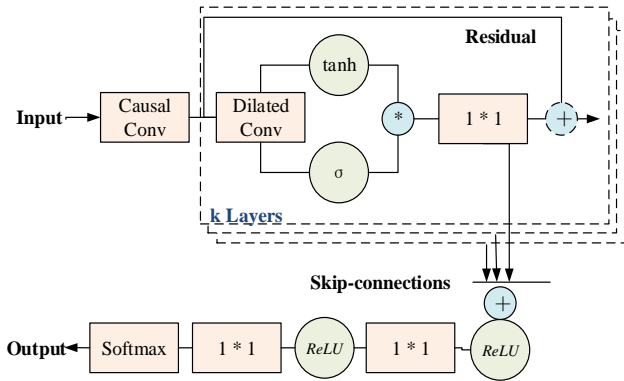 Residual
tanh
Input
Causal
Conv
Dilated
Conv
*
1 * 1
+
σ
k Layers
Skip-connections
+
Output
Softmax
1 * 1
ReLU
1 * 1
ReLU